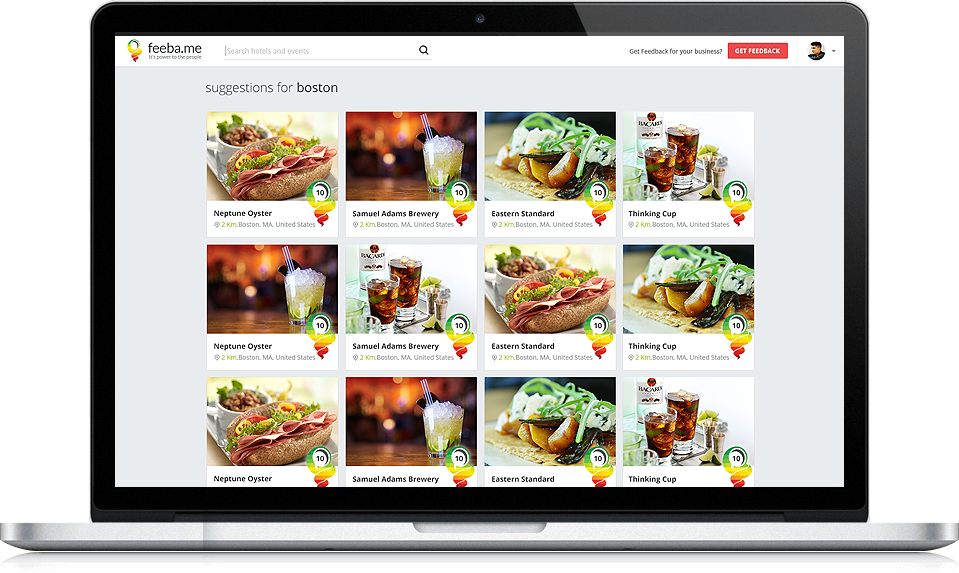 feeba.me
It's power to the people
Search hotels and events
Get Feedback for your business?
GET FEEDBACK
suggestions for boston
BACARDI
10
10
10
10
Neptune Oyster
2 Km,Boston, MA, United States
Samuel Adams Brewery
2 Km,Boston, MA, United States
Eastern Standard
2 Km,Boston, MA, United States
Thinking Cup
2 Km,Boston, MA, United States
BACARDI
10
10
10
10
Neptune Oyster
2 Km,Boston, MA, United States
Samuel Adams Brewery
2 Km,Boston, MA, United States
Eastern Standard
2 Km,Boston, MA, United States
Thinking Cup
2 Km,Boston, MA, United States
BACARDI
10
10
10
10
Neptune Oyster
Samuel Adams Brewery
Eastern Standard
Thinking Cup